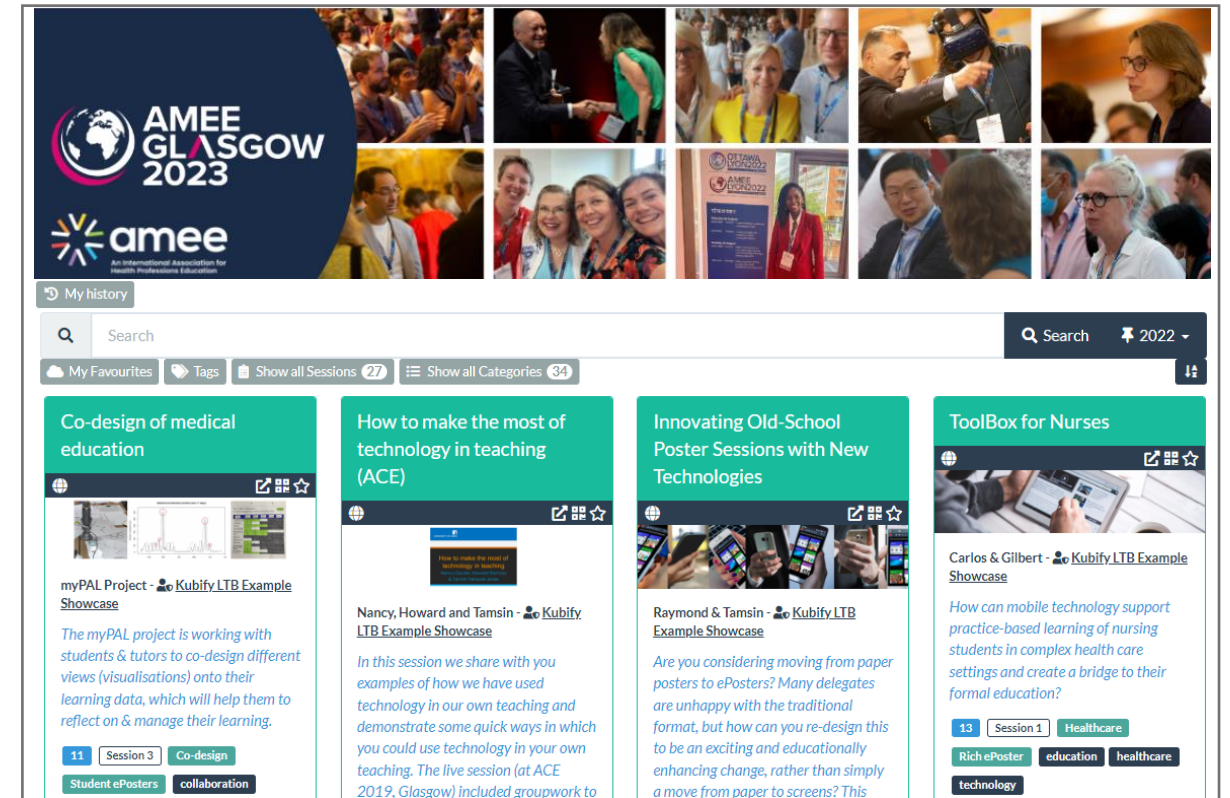 AMEE
GLASGOW
2023
amee
An International Association for
Health Professions Education
OTTAWA
LYON2022
AMEE
LYON2022
My history
Search
Search
2022
My Favourites
Tags
Show all Sessions 27
Show all Categories 34
Co-design of medical
education
myPAL Project - Kubify LTB Example
Showcase
The myPAL project is working with
students & tutors to co-design different
views (visualisations) onto their
learning data, which will help them to
reflect on & manage their learning.
11 Session 3 Co-design
Student ePosters collaboration
How to make the most of
technology in teaching
(ACE)
How to make the most of
technology in teaching
Nancy, Howard and Tamsin - Kubify
LTB Example Showcase
In this session we share with you
examples of how we have used
technology in our own teaching and
demonstrate some quick ways in which
you could use technology in your own
teaching. The live session (at ACE
2019, Glasgow) included groupwork to
Innovating Old-School
Poster Sessions with New
Technologies
Raymond & Tamsin - Kubify LTB
Example Showcase
Are you considering moving from paper
posters to ePosters? Many delegates
are unhappy with the traditional
format, but how can you re-design this
to be an exciting and educationally
enhancing change, rather than simply
a move from paper to screens? This
ToolBox for Nurses
Carlos & Gilbert - Kubify LTB Example
Showcase
How can mobile technology support
practice-based learning of nursing
students in complex health care
settings and create a bridge to their
formal education?
13 Session 1 Healthcare
Rich ePoster education healthcare
technology